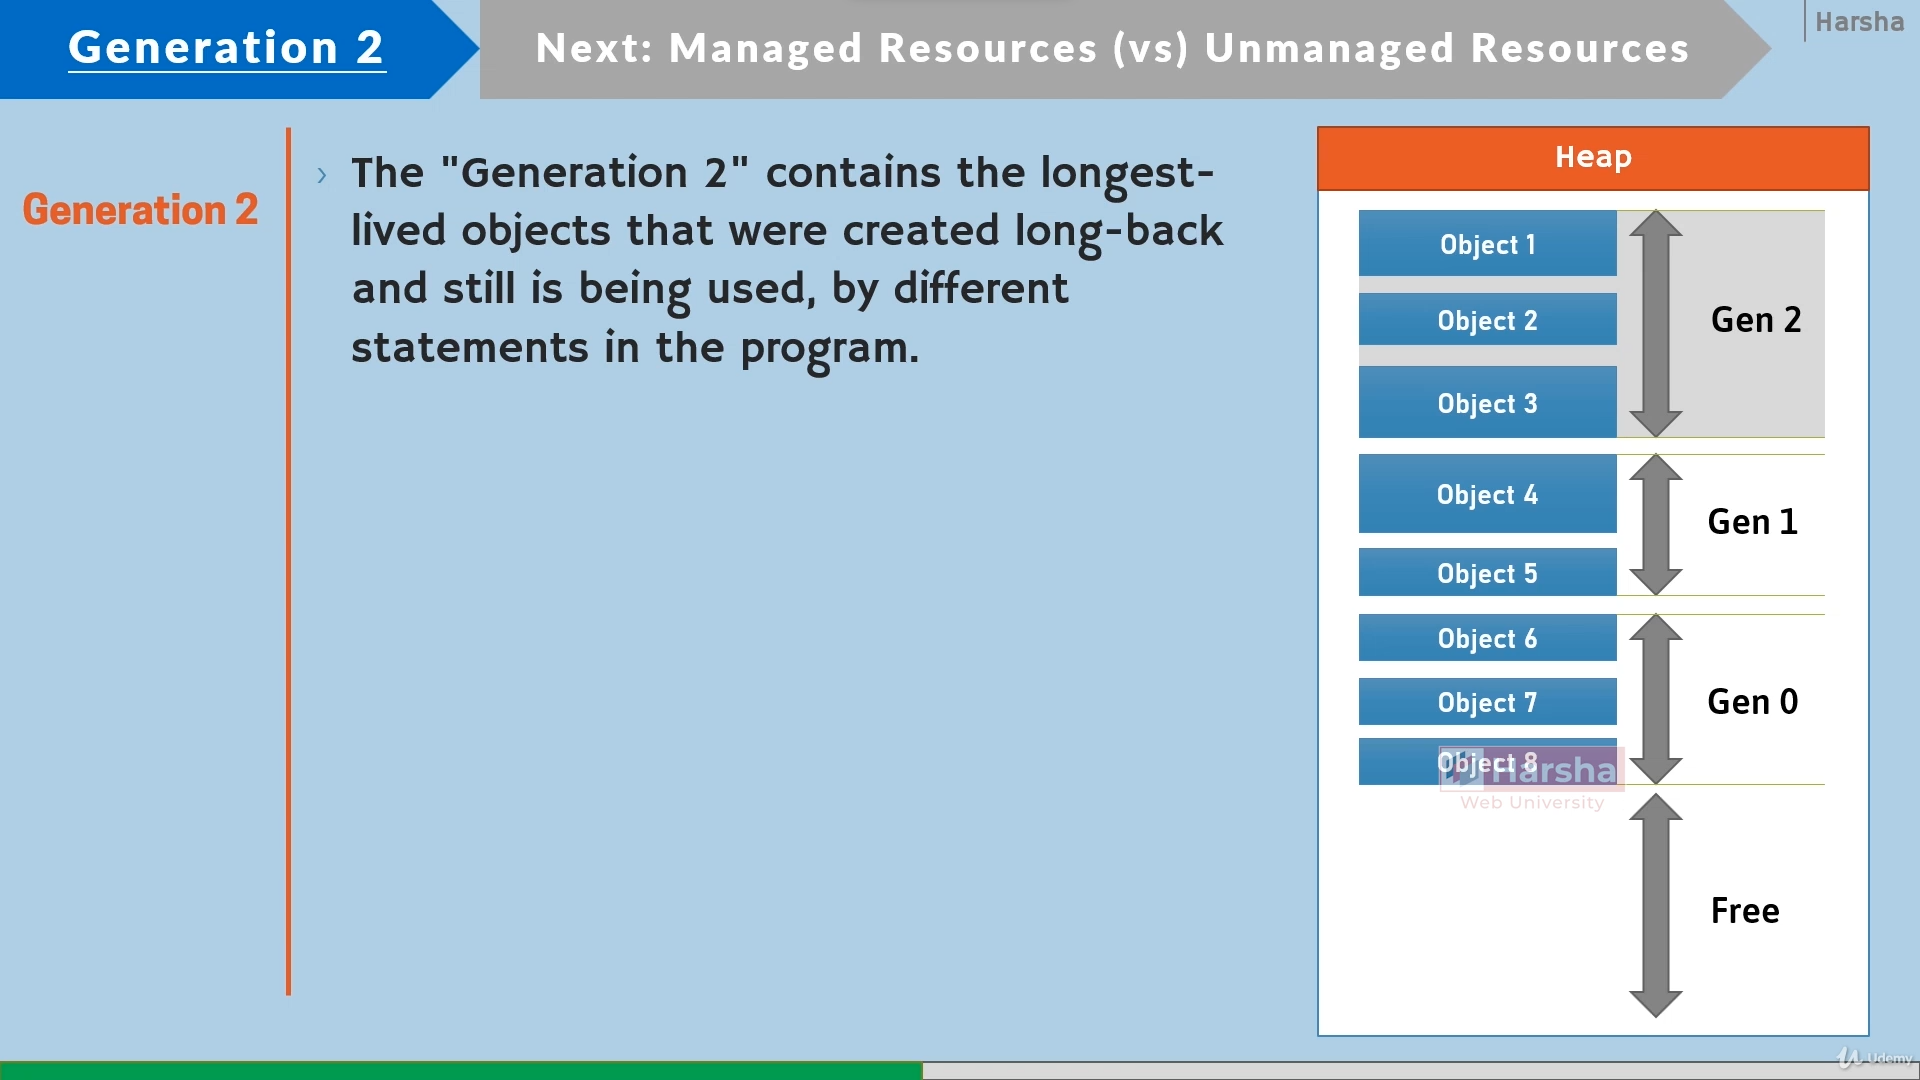 Generation 2
Next: Managed Resources (vs) Unmanaged Resources
Harsha
Generation 2
› The "Generation 2" contains the longest-
lived objects that were created long-back
and still is being used, by different
statements in the program.
Heap
Object 1
Object 2
Gen 2
Object 3
Object 4
Gen 1
Object 5
Object 6
Object 7
Gen 0
Object 8
Harsha
Web University
Free
Udemy